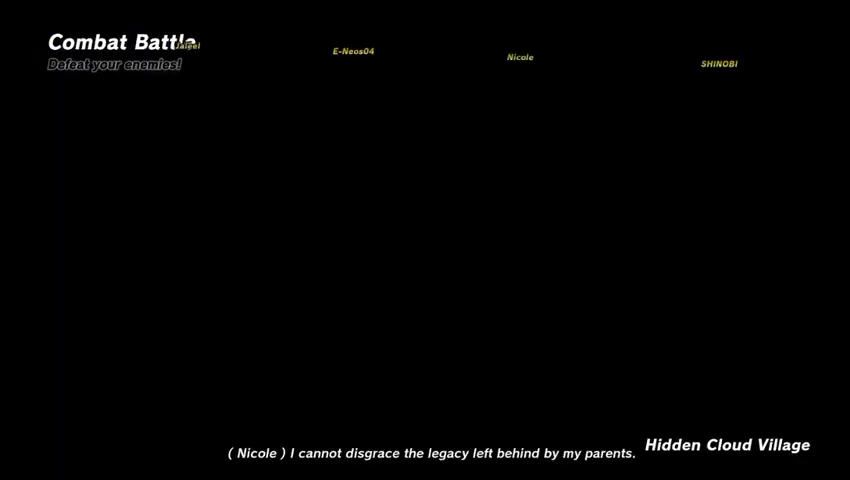 Combat Battle
Jaleel
E-Neos04
Nicole
SHINOBI
Defeat your enemies!
( Nicole ) I cannot disgrace the legacy left behind by my parents.
Hidden Cloud Village